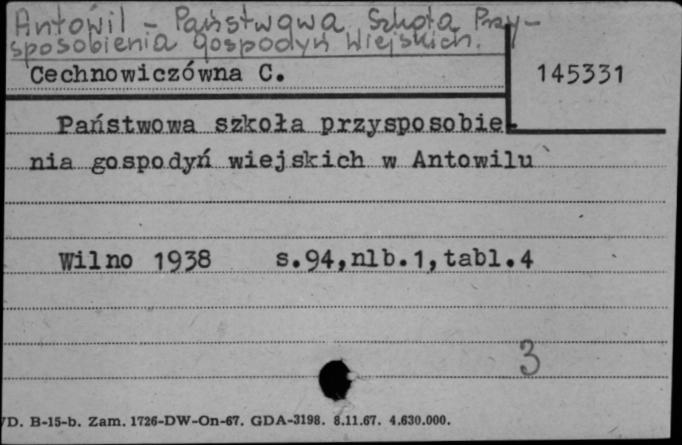 Antowil - Państwowa Szkoła Przy-
sposobienia Gospodyń Wiejskich.
Cechnowiczówna C.
145331
Państwowa szkoła przysposobie
nia gospodyń wiejskich w Antowilu
Wilno 1938 s.94,nlb.1,tabl.4
3
/D. B-15-b. Zam. 1726-DW-On-67. GDA-3198. 8.11.67. 4.630.000.